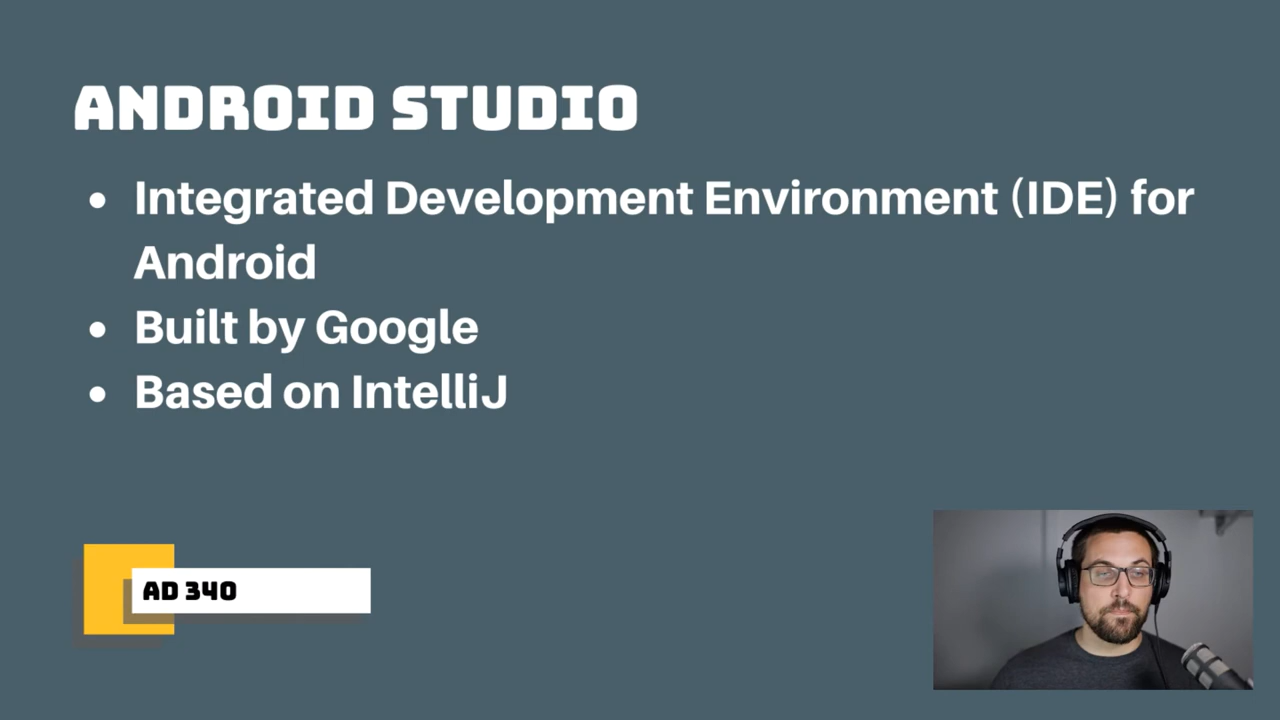 ANDROID STUDIO
• Integrated Development Environment (IDE) for
Android
• Built by Google
• Based on IntelliJ
AD 340